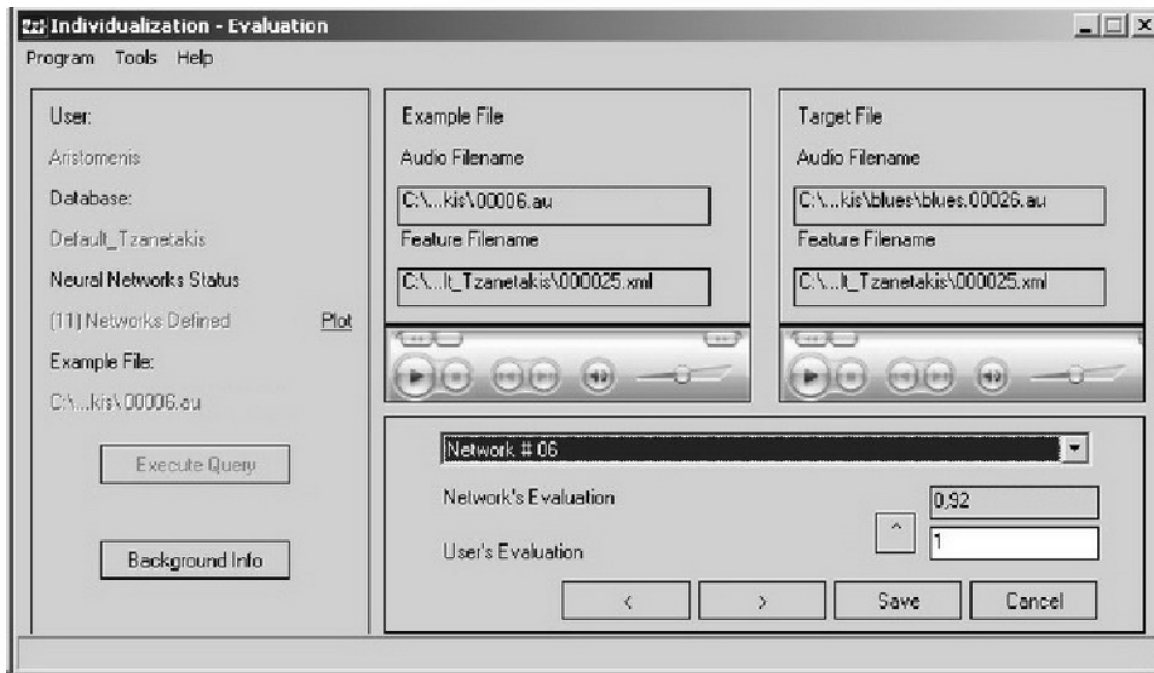 Individualization - Evaluation
Program Tools Help
User:
Aristomenis
Database:
Default_Tzanetakis
Neural Networks Status
(11) Networks Defined Plot
Example File:
C:\...kis\00006.au
Execute Query
Background Info
Example File
Audio Filename
C:\...kis\00006.au
Feature Filename
C:\...lt_Tzanetakis\000025.xml
Target File
Audio Filename
C:\...kis\blues\blues.00026.au
Feature Filename
C:\...lt_Tzanetakis\000025.xml
Network # 06
Network's Evaluation 0,92
^
User's Evaluation 1
< > Save Cancel